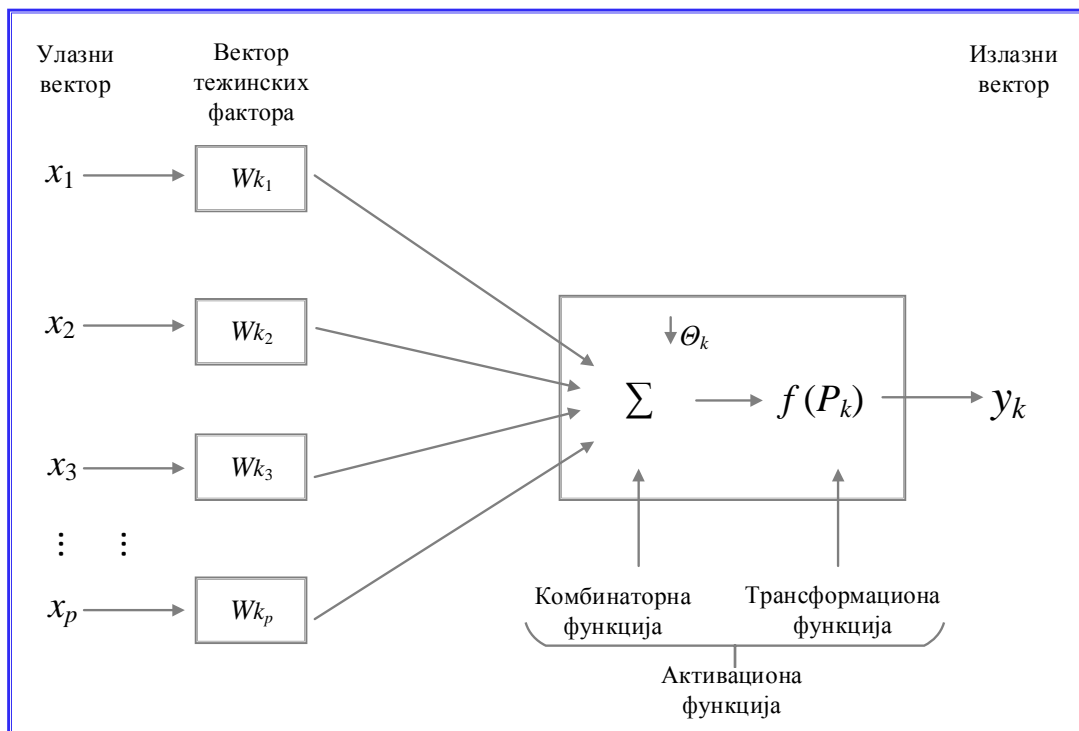 Улазни
вектор
Вектор
тежинских
фактора
Излазни
вектор
x₁
Wk₁
x₂
Wk₂
x₃
Wk₃
⋮ ⋮
xₚ
Wkₚ
Θₖ
∑
f (Pₖ)
yₖ
Комбинаторна
функција
Трансформациона
функција
Активациона
функција